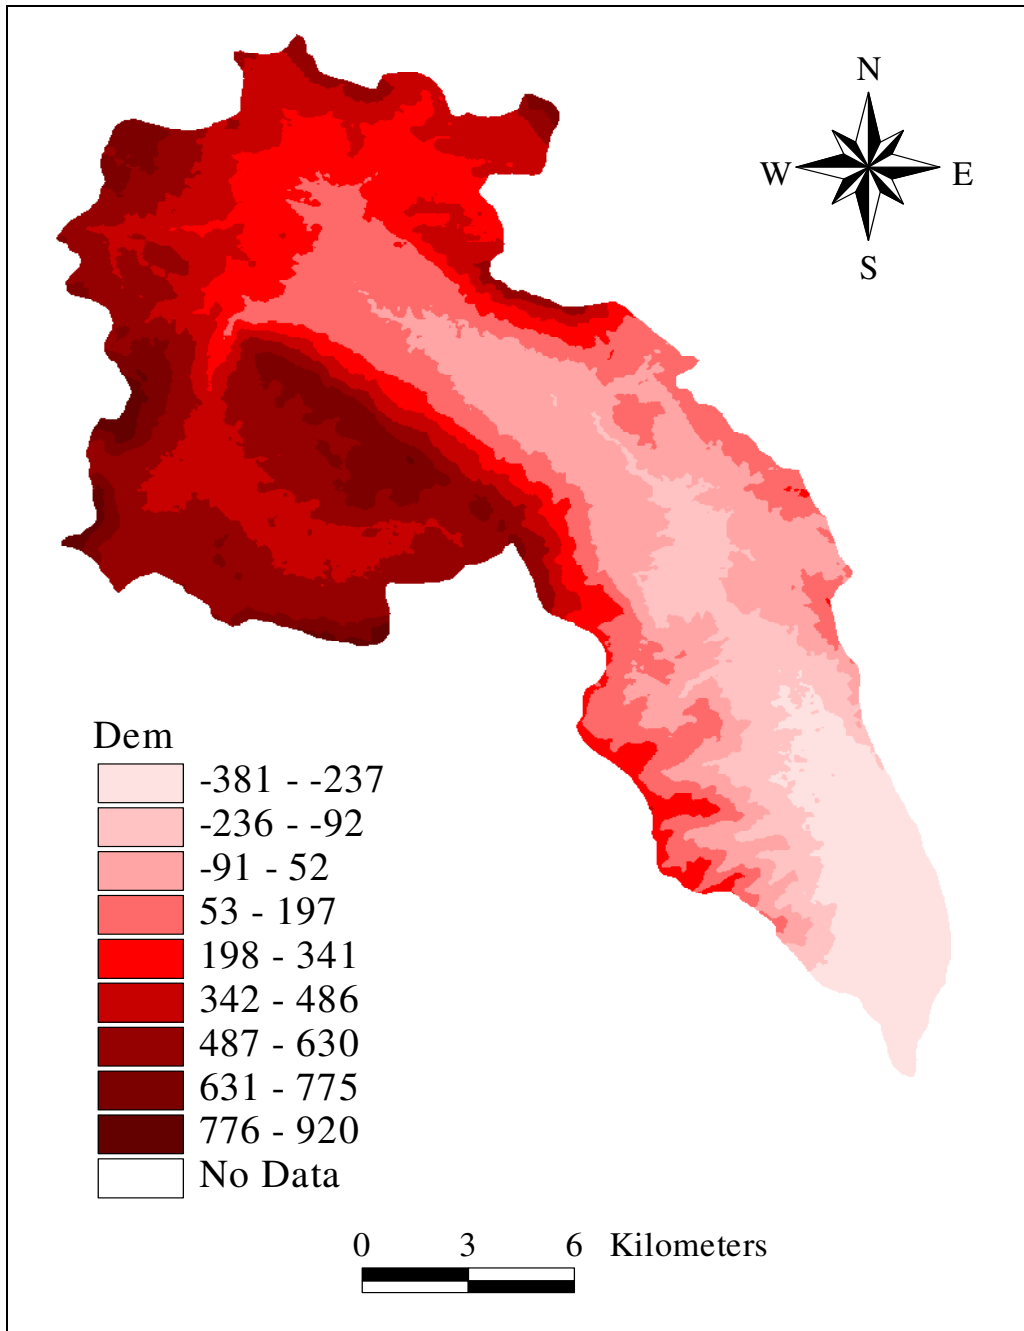 N
W E
S
Dem
-381 - -237
-236 - -92
-91 - 52
53 - 197
198 - 341
342 - 486
487 - 630
631 - 775
776 - 920
No Data
0 3 6 Kilometers